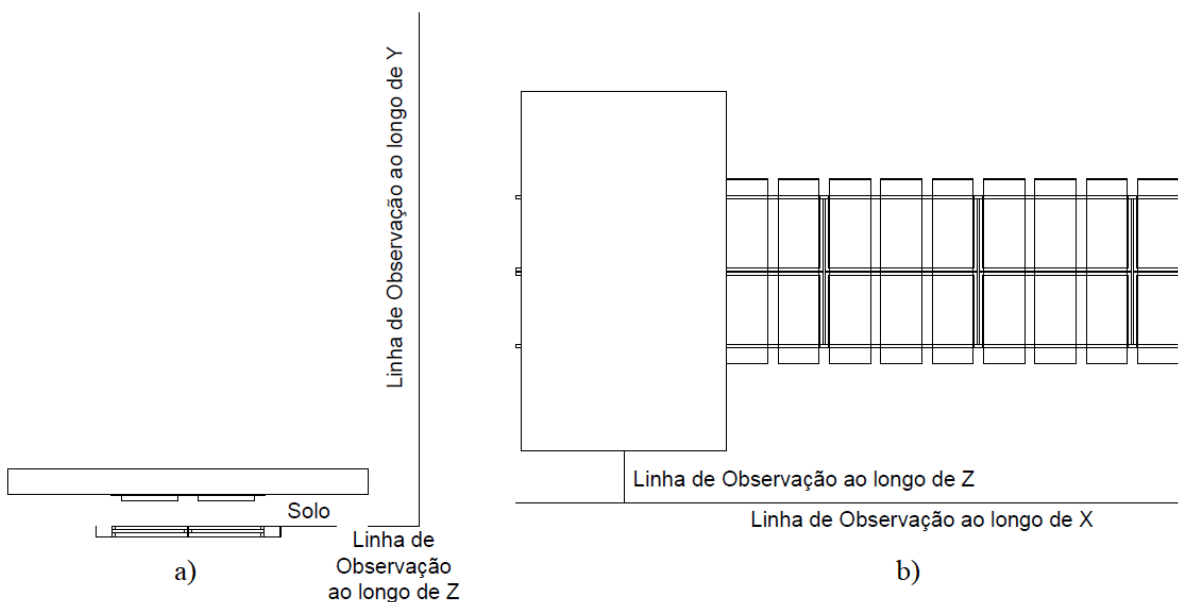 Linha de Observação ao longo de Y
Solo
Linha de
Observação
ao longo de Z
a)
Linha de Observação ao longo de Z
Linha de Observação ao longo de X
b)